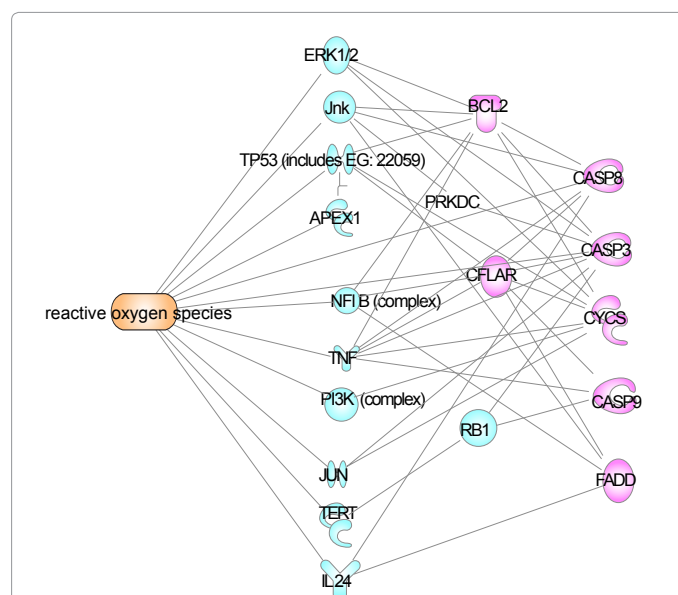 ERK1/2
Jnk
BCL2
TP53 (includes EG: 22059)
CASP8
PRKDC
APEX1
CASP3
CFLAR
NFI B (complex)
reactive oxygen species
CYCS
TNF
PI3K (complex)
CASP9
RB1
JUN
FADD
TERT
IL24